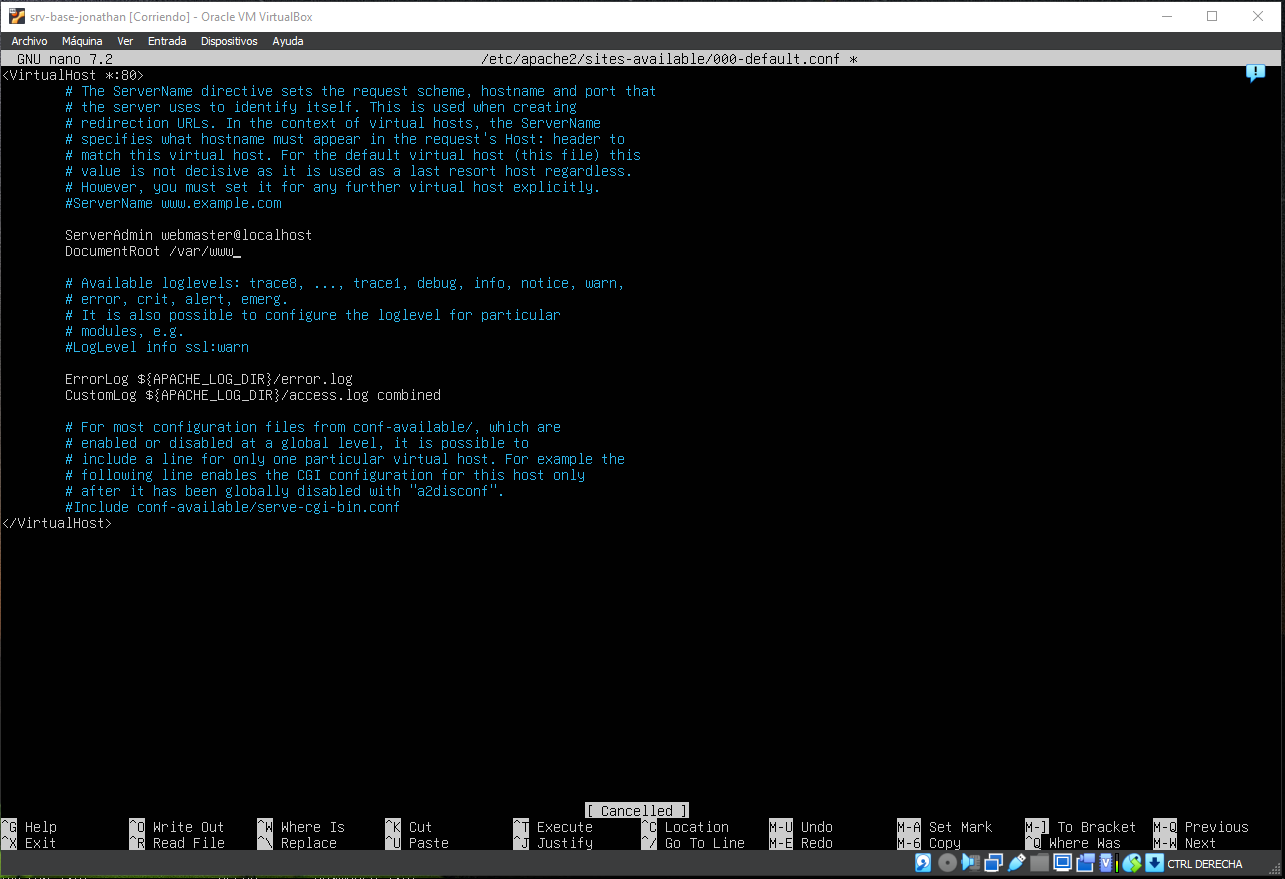 srv-base-jonathan [Corriendo] - Oracle VM VirtualBox
Archivo Máquina Ver Entrada Dispositivos Ayuda
GNU nano 7.2 /etc/apache2/sites-available/000-default.conf *
<VirtualHost *:80>
# The ServerName directive sets the request scheme, hostname and port that
# the server uses to identify itself. This is used when creating
# redirection URLs. In the context of virtual hosts, the ServerName
# specifies what hostname must appear in the request's Host: header to
# match this virtual host. For the default virtual host (this file) this
# value is not decisive as it is used as a last resort host regardless.
# However, you must set it for any further virtual host explicitly.
#ServerName www.example.com
ServerAdmin webmaster@localhost
DocumentRoot /var/www_
# Available loglevels: trace8, ..., trace1, debug, info, notice, warn,
# error, crit, alert, emerg.
# It is also possible to configure the loglevel for particular
# modules, e.g.
#LogLevel info ssl:warn
ErrorLog ${APACHE_LOG_DIR}/error.log
CustomLog ${APACHE_LOG_DIR}/access.log combined
# For most configuration files from conf-available/, which are
# enabled or disabled at a global level, it is possible to
# include a line for only one particular virtual host. For example the
# following line enables the CGI configuration for this host only
# after it has been globally disabled with "a2disconf".
#Include conf-available/serve-cgi-bin.conf
</VirtualHost>
[ Cancelled ]
^G Help ^O Write Out ^W Where Is ^K Cut ^T Execute ^C Location M-U Undo M-A Set Mark M-] To Bracket M-Q Previous
^X Exit ^R Read File ^\ Replace ^U Paste ^J Justify ^/ Go To Line M-E Redo M-6 Copy ^Q Where Was M-W Next
CTRL DERECHA